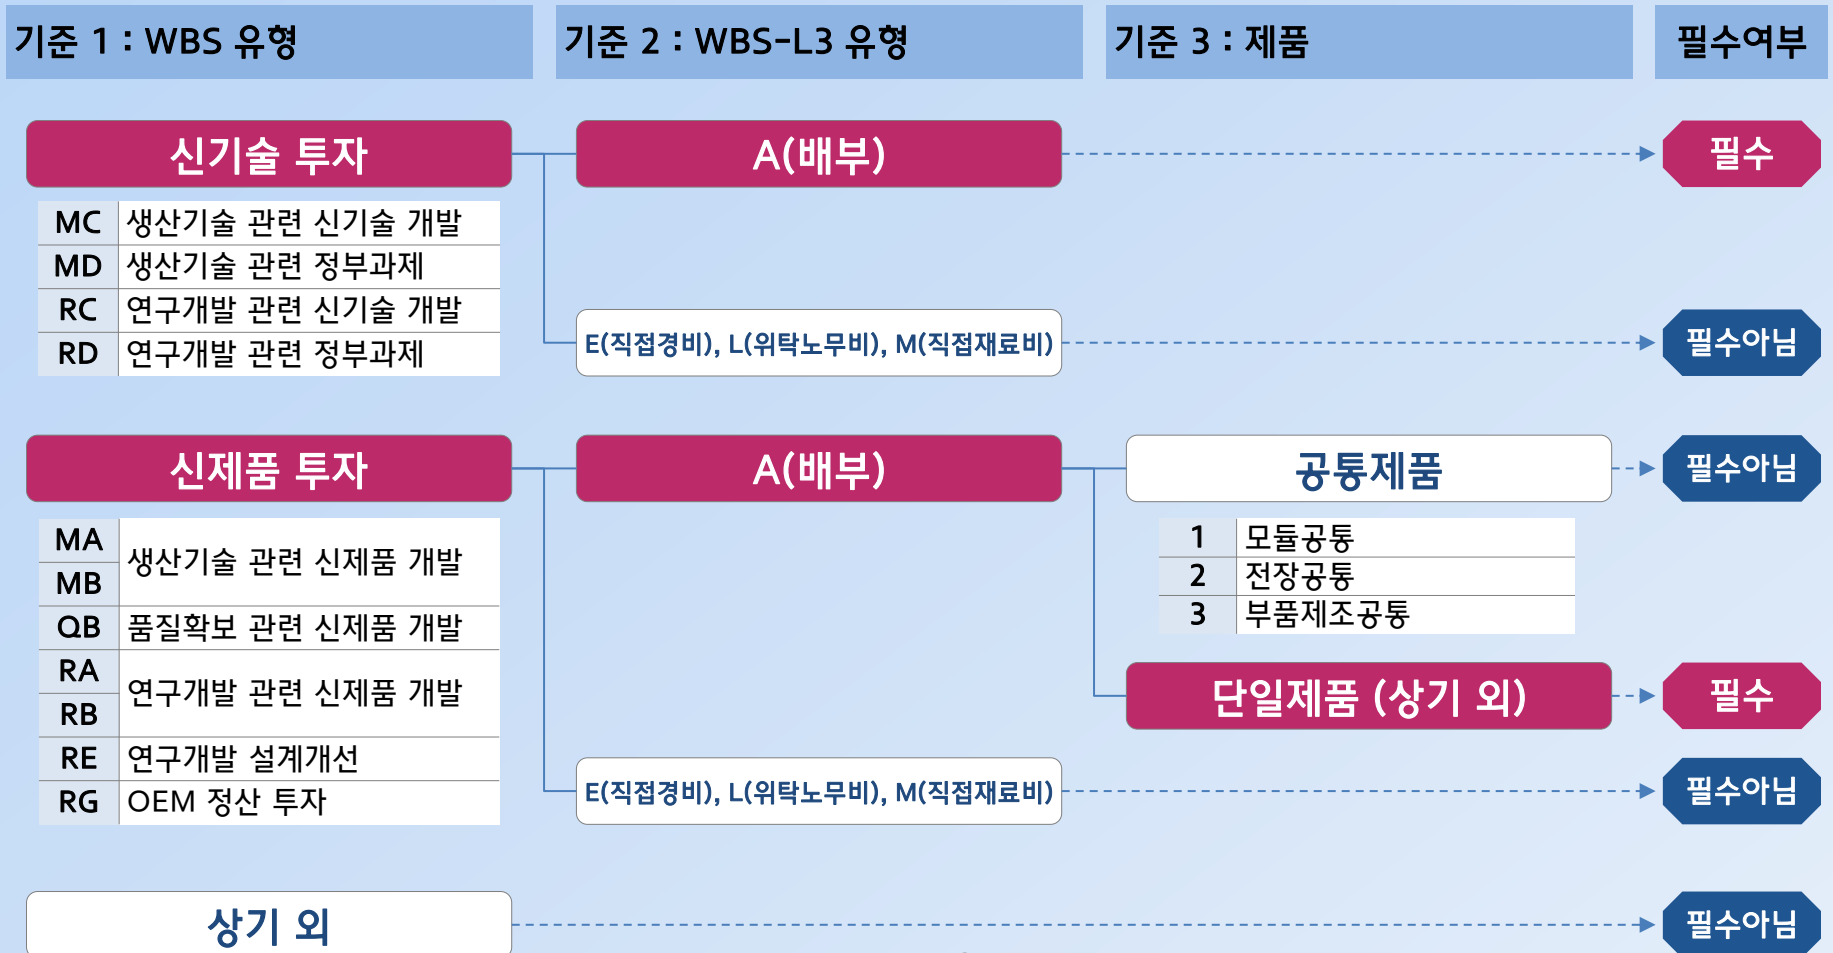 기준 1 : WBS 유형
기준 2 : WBS-L3 유형
기준 3 : 제품
필수여부
신기술 투자
A(배부)
필수
MC 생산기술 관련 신기술 개발
MD 생산기술 관련 정부과제
RC 연구개발 관련 신기술 개발
RD 연구개발 관련 정부과제
E(직접경비), L(위탁노무비), M(직접재료비)
필수아님
신제품 투자
A(배부)
공통제품
필수아님
MA
MB
생산기술 관련 신제품 개발
QB 품질확보 관련 신제품 개발
RA
RB
연구개발 관련 신제품 개발
RE 연구개발 설계개선
RG OEM 정산 투자
1 모듈공통
2 전장공통
3 부품제조공통
단일제품 (상기 외)
필수
E(직접경비), L(위탁노무비), M(직접재료비)
필수아님
상기 외
필수아님